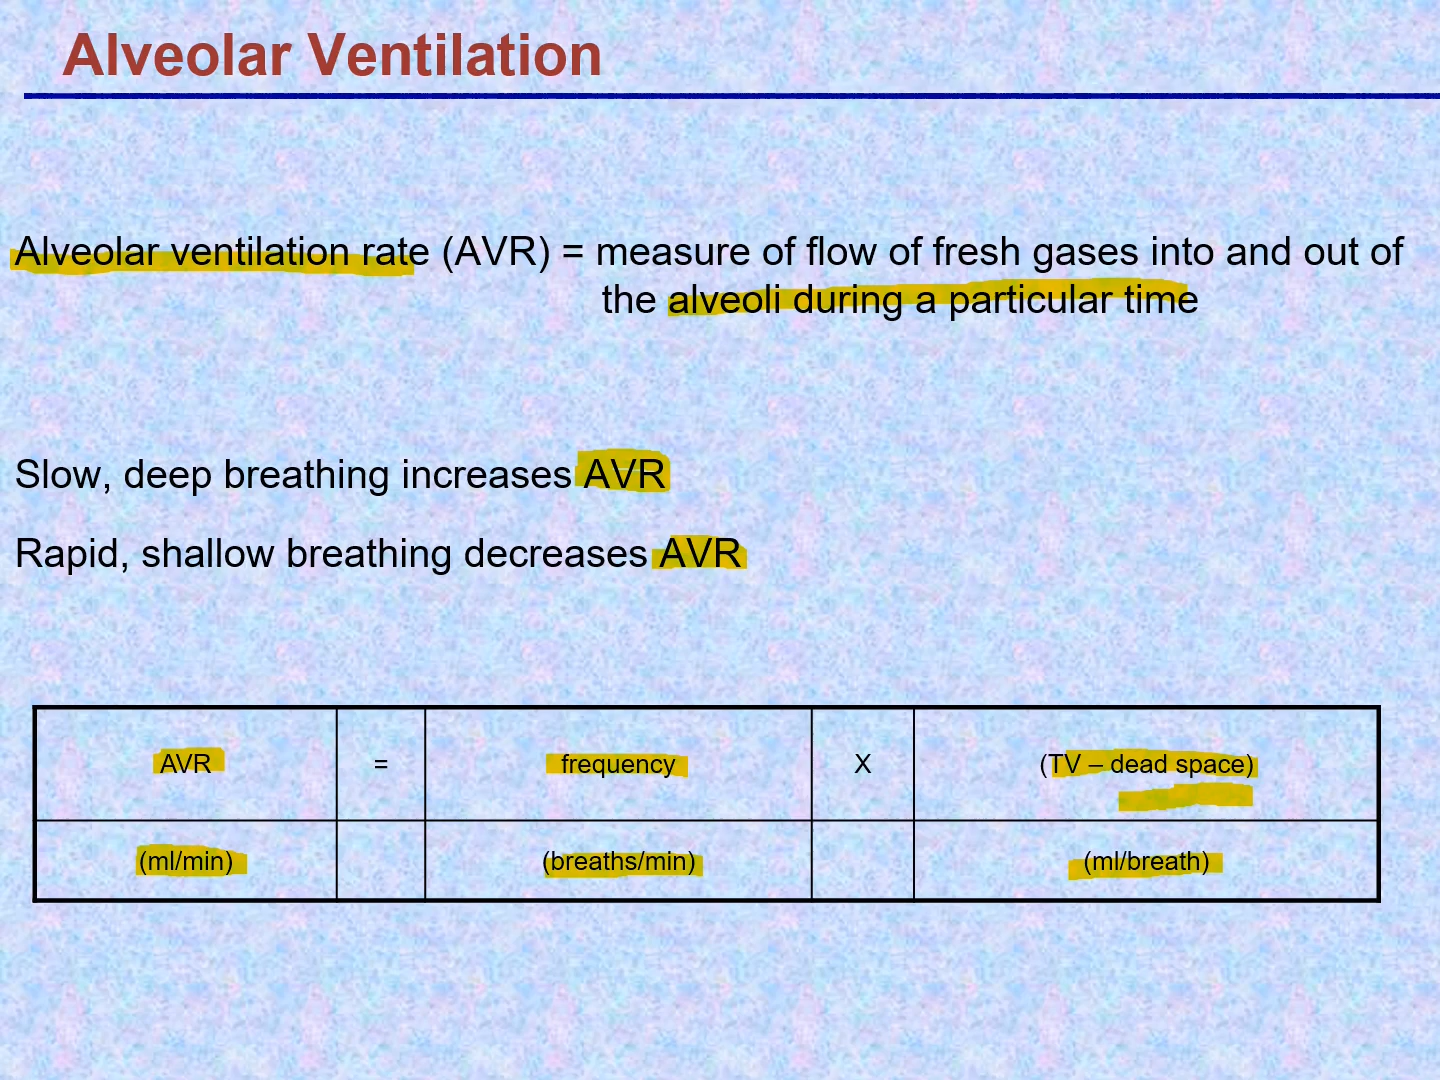 Alveolar Ventilation
Alveolar ventilation rate (AVR) = measure of flow of fresh gases into and out of
the alveoli during a particular time
Slow, deep breathing increases AVR
Rapid, shallow breathing decreases AVR
AVR = frequency X (TV – dead space)
(ml/min) (breaths/min) (ml/breath)